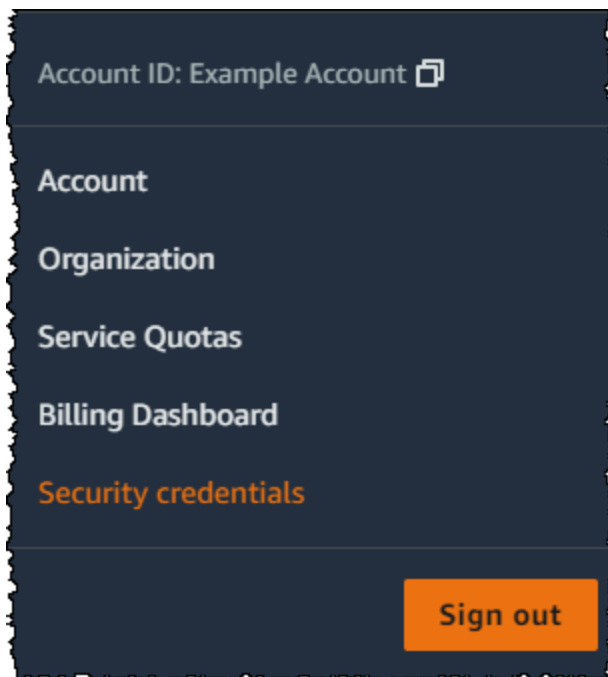 Account ID: Example Account
Account
Organization
Service Quotas
Billing Dashboard
Security credentials
Sign out